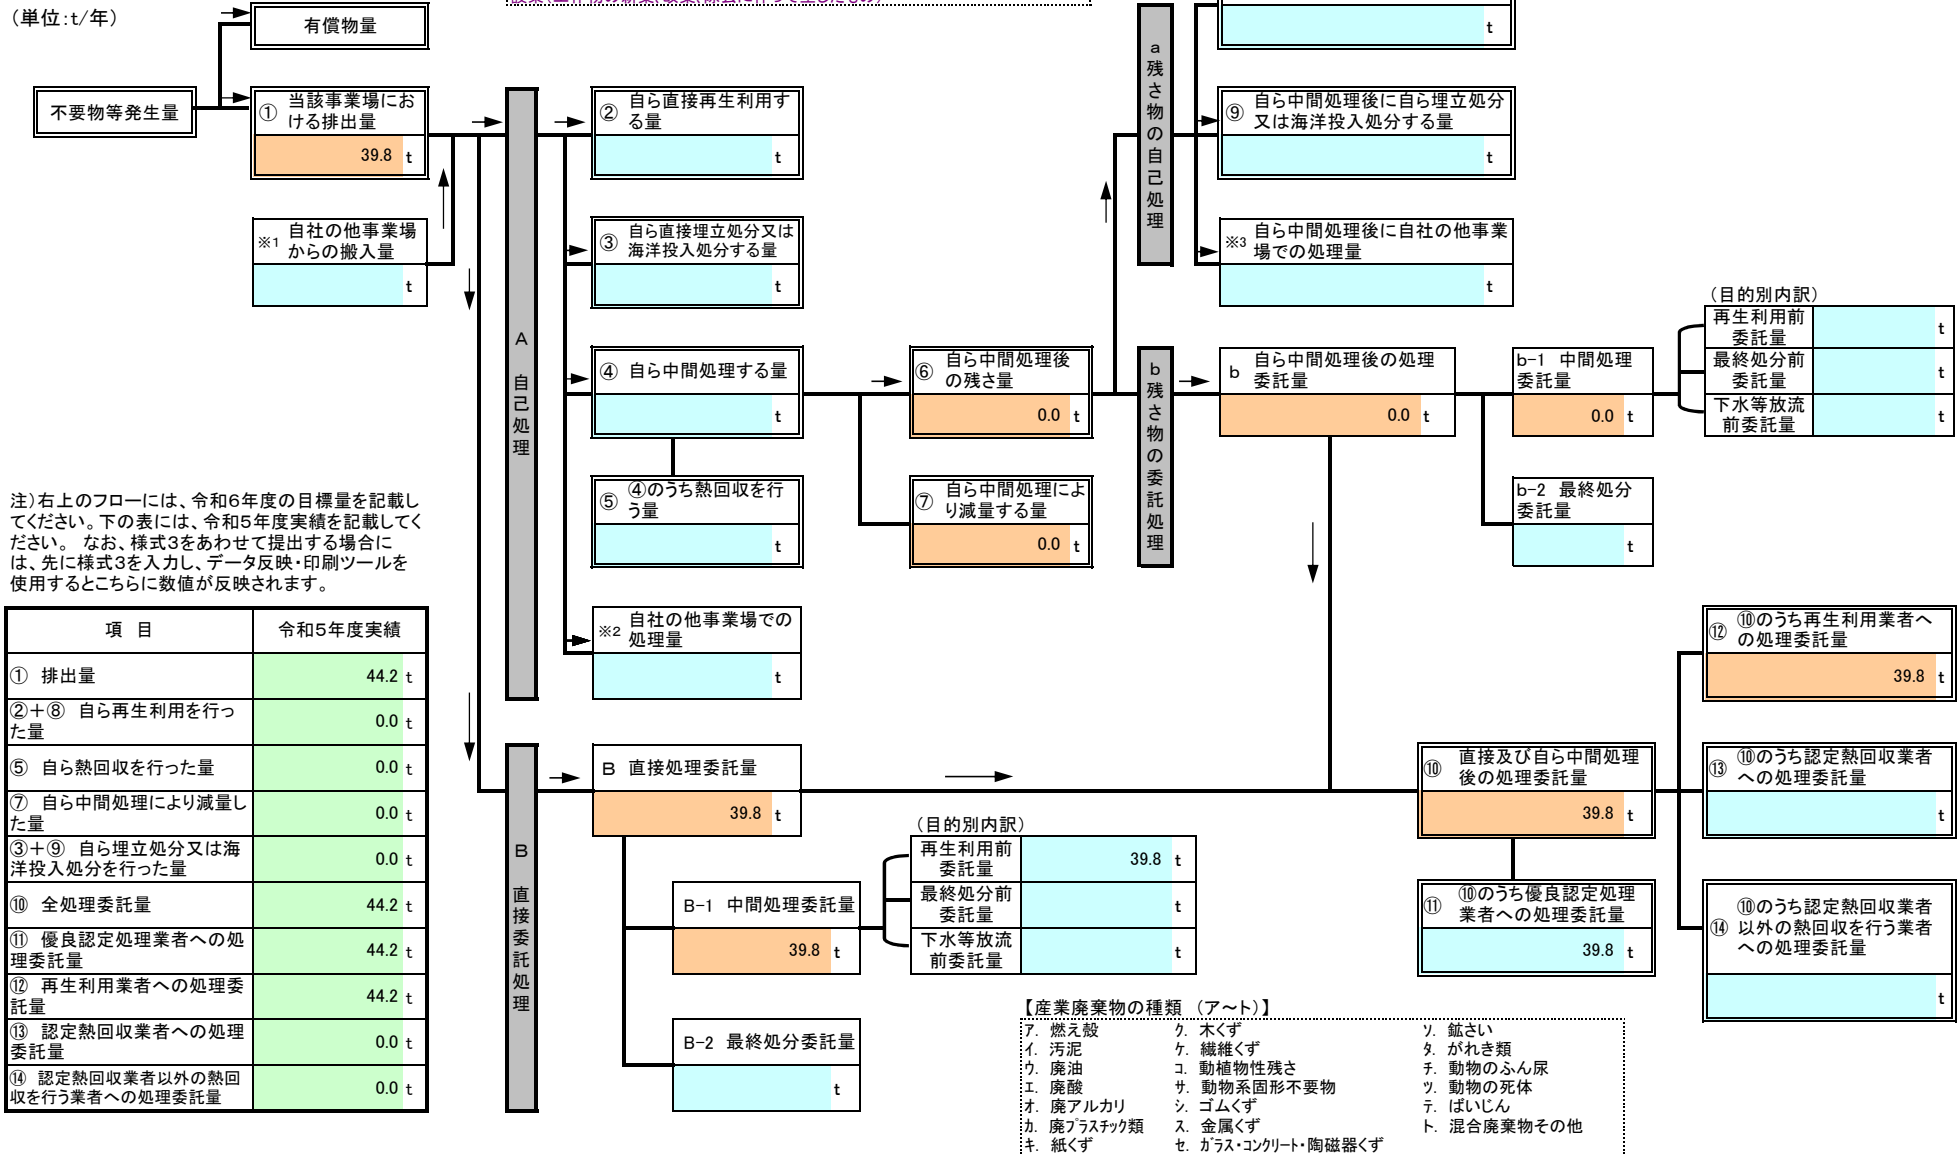 （単位：t/年）
有償物量
不要物等発生量
① 当該事業場にお
ける排出量
39.8 t
※1 自社の他事業場
からの搬入量
t
A 自己処理
② 自ら直接再生利用す
る量
t
③ 自ら直接埋立処分又は
海洋投入処分する量
t
④ 自ら中間処理する量
t
⑤ ④のうち熱回収を行
う量
t
※2 自社の他事業場での
処理量
t
⑥ 自ら中間処理後
の残さ量
0.0 t
⑦ 自ら中間処理によ
り減量する量
0.0 t
a残さ物の自己処理
t
⑨ 自ら中間処理後に自ら埋立処分
又は海洋投入処分する量
t
※3 自ら中間処理後に自社の他事業
場での処理量
t
b残さ物の委託処理
b 自ら中間処理後の処理
委託量
0.0 t
b-1 中間処理
委託量
0.0 t
b-2 最終処分
委託量
t
（目的別内訳）
再生利用前
委託量
t
最終処分前
委託量
t
下水等放流
前委託量
t
注）右上のフローには、令和６年度の目標量を記載し
てください。下の表には、令和５年度実績を記載してく
ださい。 なお、様式３をあわせて提出する場合に
は、先に様式３を入力し、データ反映・印刷ツールを
使用するとこちらに数値が反映されます。
項 目 令和５年度実績
① 排出量 44.2 t
②＋⑧ 自ら再生利用を行っ
た量 0.0 t
⑤ 自ら熱回収を行った量 0.0 t
⑦ 自ら中間処理により減量し
た量 0.0 t
③＋⑨ 自ら埋立処分又は海
洋投入処分を行った量 0.0 t
⑩ 全処理委託量 44.2 t
⑪ 優良認定処理業者への処
理委託量 44.2 t
⑫ 再生利用業者への処理委
託量 44.2 t
⑬ 認定熱回収業者への処理
委託量 0.0 t
⑭ 認定熱回収業者以外の熱回
収を行う業者への処理委託量 0.0 t
B 直接委託処理
B 直接処理委託量
39.8 t
B-1 中間処理委託量
39.8 t
B-2 最終処分委託量
t
（目的別内訳）
再生利用前
委託量
39.8 t
最終処分前
委託量
t
下水等放流
前委託量
t
⑩ 直接及び自ら中間処理
後の処理委託量
39.8 t
⑪ ⑩のうち優良認定処理
業者への処理委託量
39.8 t
⑫ ⑩のうち再生利用業者へ
の処理委託量
39.8 t
⑬ ⑩のうち認定熱回収業者
への処理委託量
t
⑭ ⑩のうち認定熱回収業者
以外の熱回収を行う業者
への処理委託量
t
【産業廃棄物の種類 （ア～ト）】
ア. 燃え殻 ク. 木くず ソ. 鉱さい
イ. 汚泥 ケ. 繊維くず タ. がれき類
ウ. 廃油 コ. 動植物性残さ チ. 動物のふん尿
エ. 廃酸 サ. 動物系固形不要物 ツ. 動物の死体
オ. 廃アルカリ シ. ゴムくず テ. ばいじん
カ. 廃プラスチック類 ス. 金属くず ト. 混合廃棄物その他
キ. 紙くず セ. ガラス・コンクリート・陶磁器くず